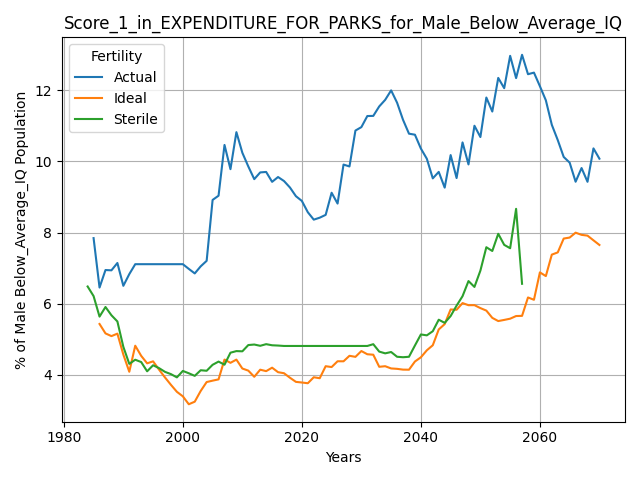 Score_1_in_EXPENDITURE_FOR_PARKS_for_Male_Below_Average_IQ
Fertility
Actual
Ideal
Sterile
% of Male Below_Average_IQ Population
12
10
8
6
4
1980
2000
2020
2040
2060
Years